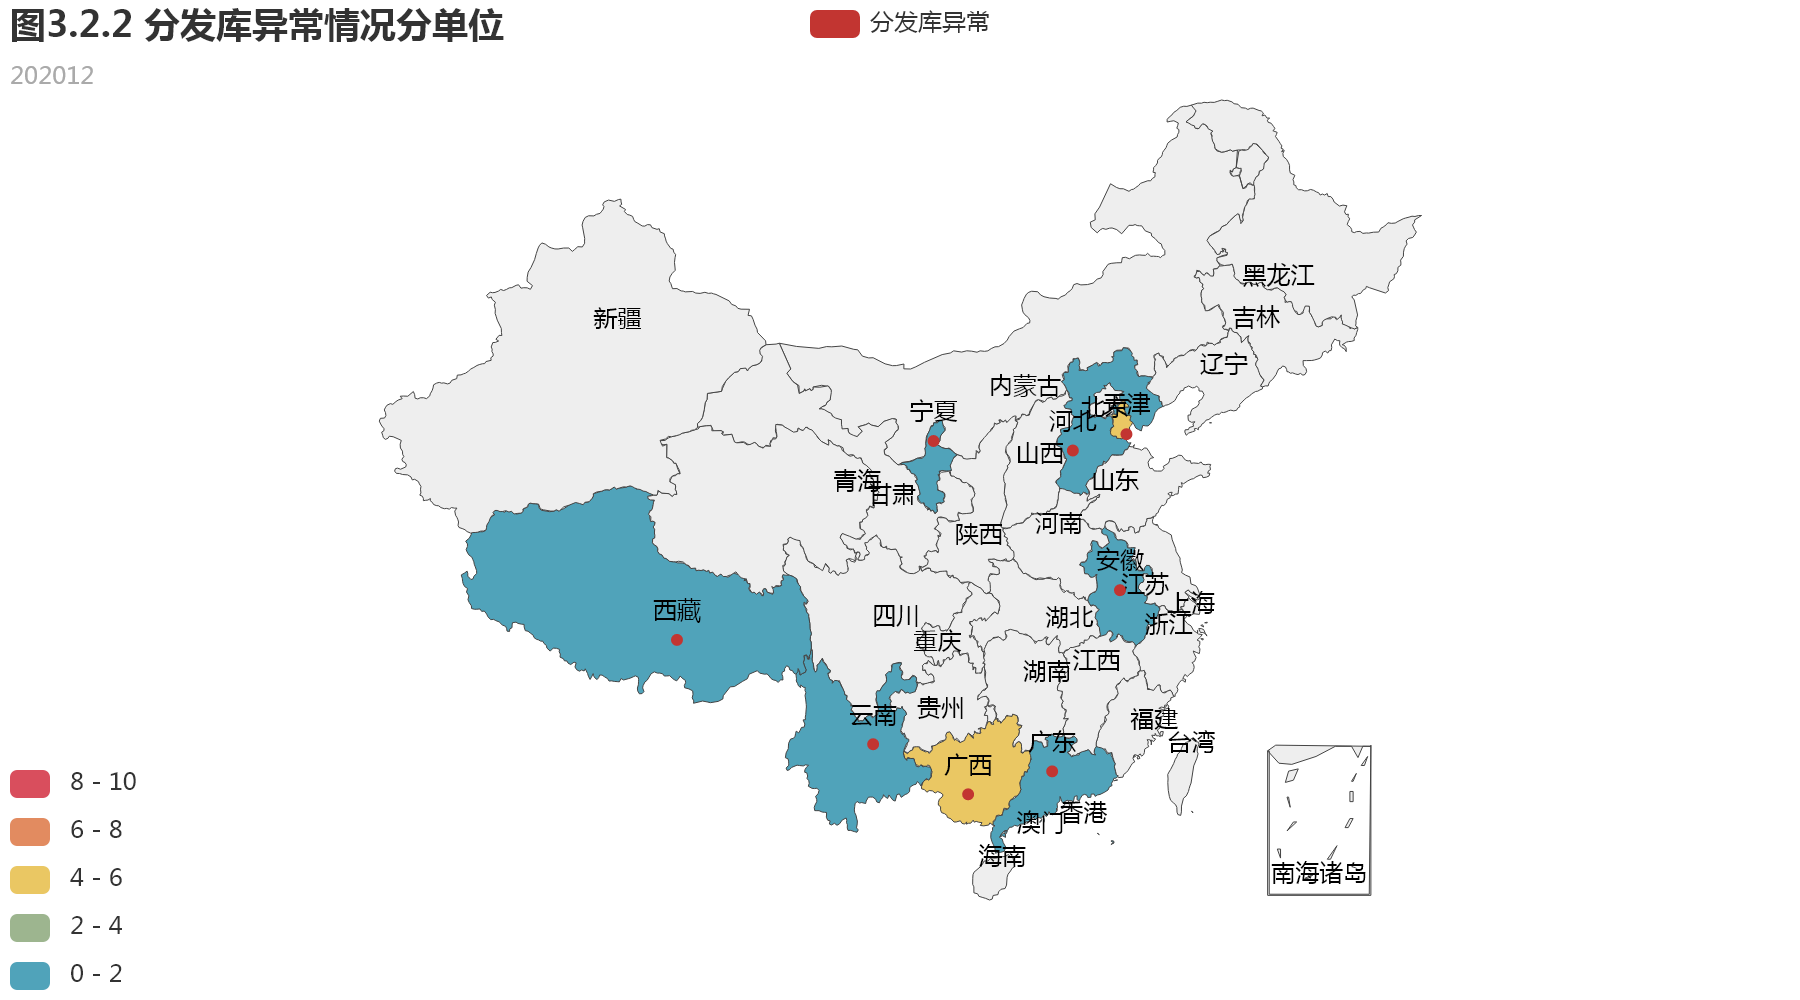 图3.2.2 分发库异常情况分单位
分发库异常
202012
黑龙江
吉林
新疆
辽宁
内蒙古
天津
北京
宁夏
河北
山西
青海
山东
甘肃
河南
陕西
安徽
江苏
上海
西藏
四川
湖北
浙江
重庆
江西
湖南
贵州
云南
福建
广东
台湾
广西
香港
澳门
海南
南海诸岛
8 - 10
6 - 8
4 - 6
2 - 4
0 - 2